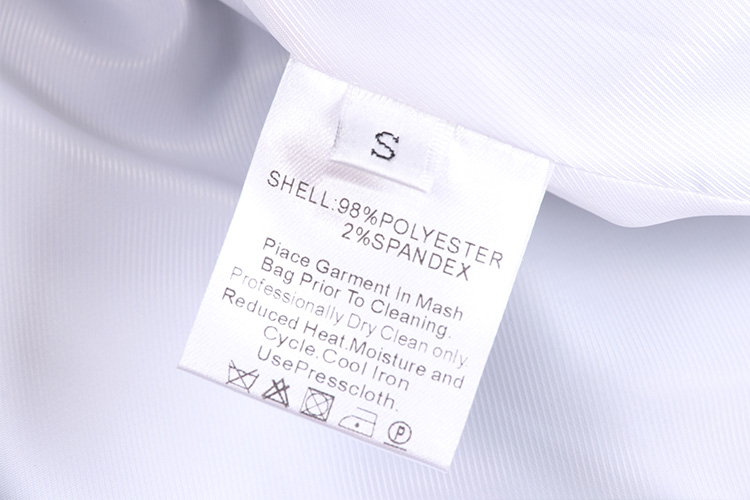 S
SHELL:98%POLYESTER
2%SPANDEX
Piace Garment In Mash
Bag Prior To Cleaning.
Professionally Dry Clean only.
Reduced Heat.Moisture and
Cycle.Cool Iron
UsePresscloth.
P